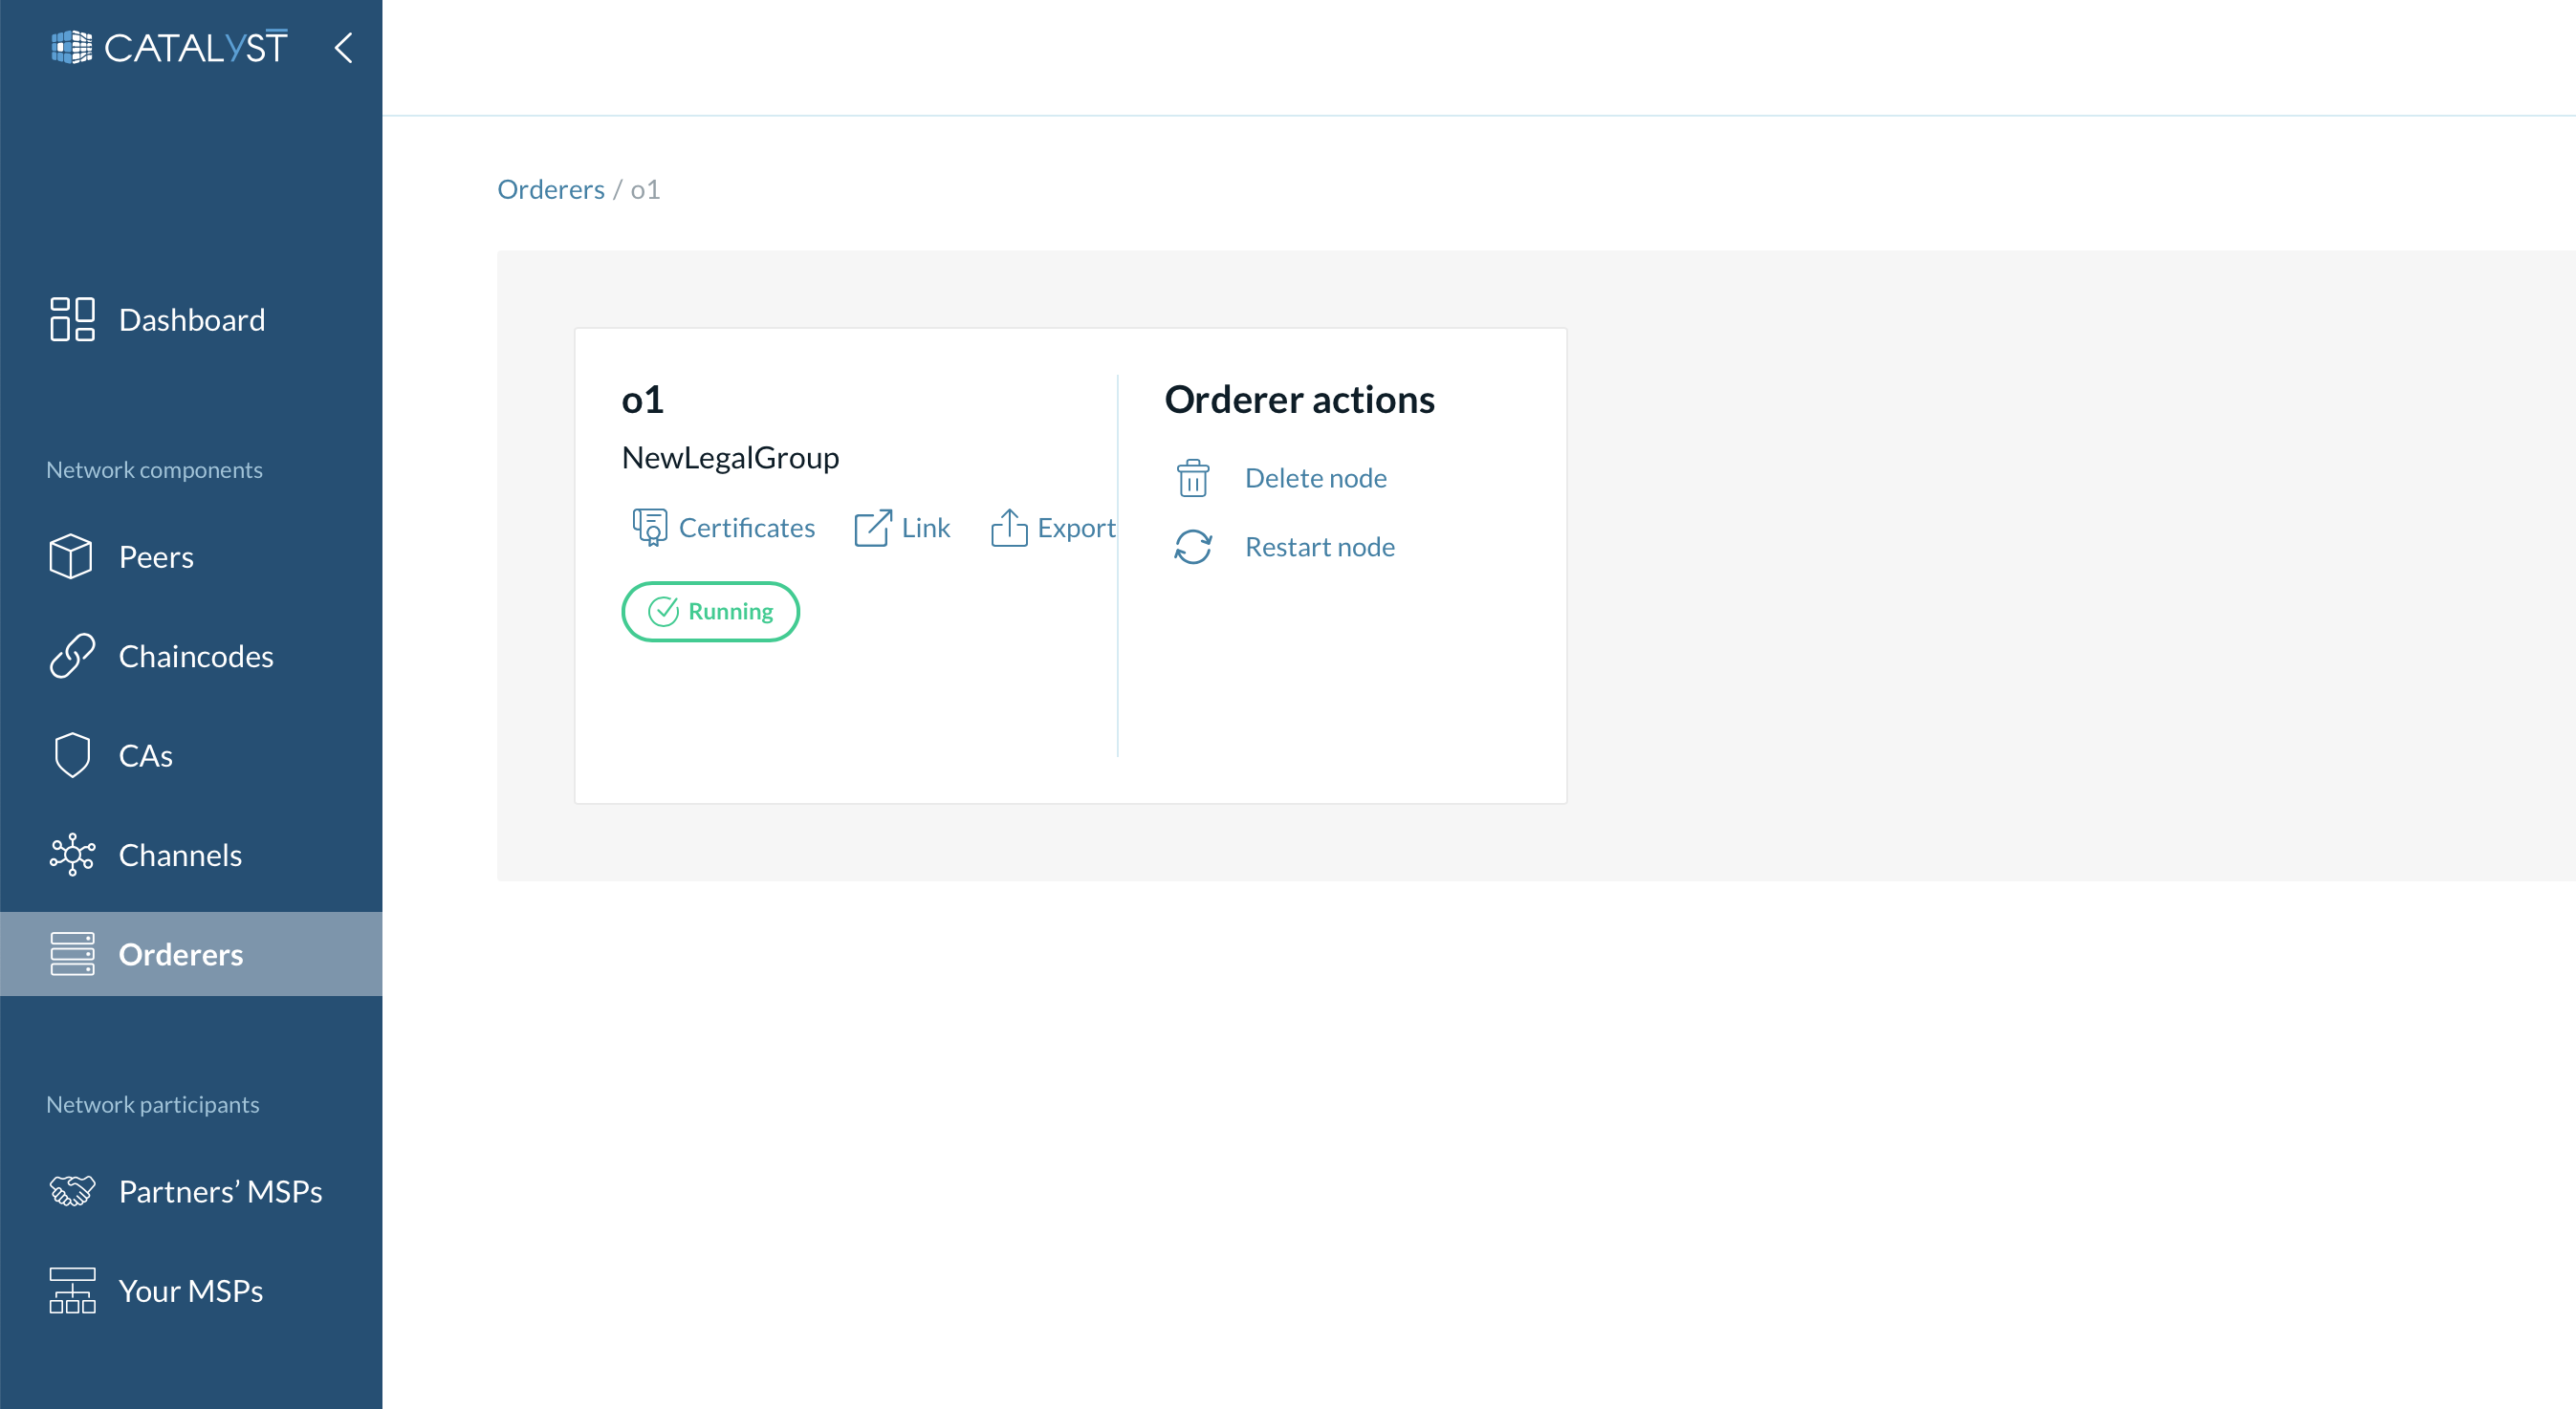 CATALYST
Dashboard
Network components
Peers
Chaincodes
CAs
Channels
Orderers
Network participants
Partners’ MSPs
Your MSPs
Orderers / o1
o1
NewLegalGroup
Certificates Link Export
Running
Orderer actions
Delete node
Restart node